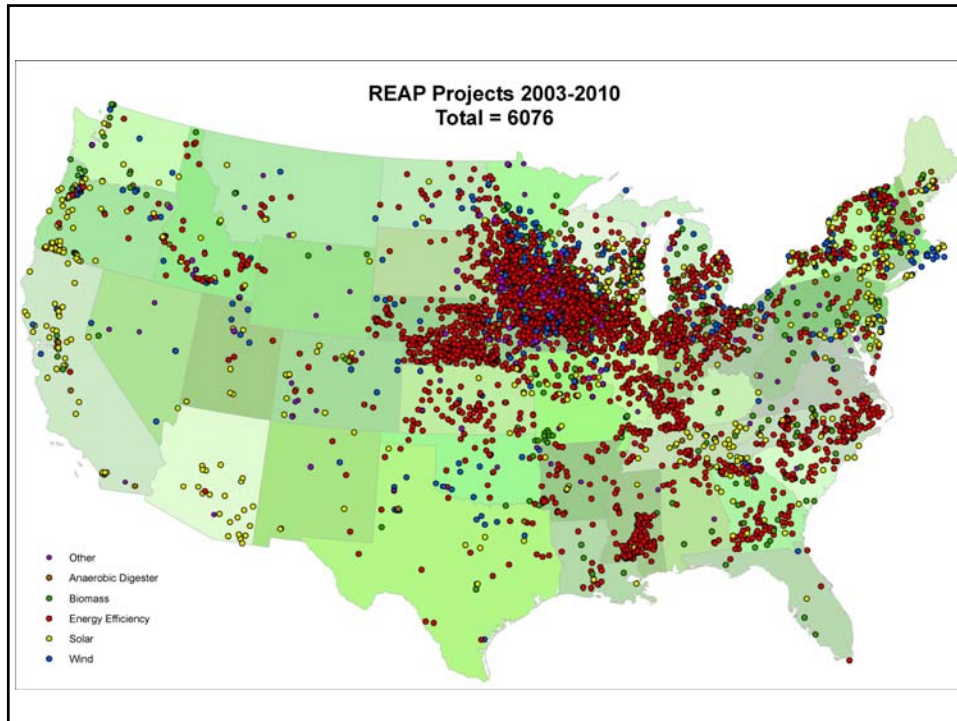 REAP Projects 2003-2010
Total = 6076
Other
Anaerobic Digester
Biomass
Energy Efficiency
Solar
Wind